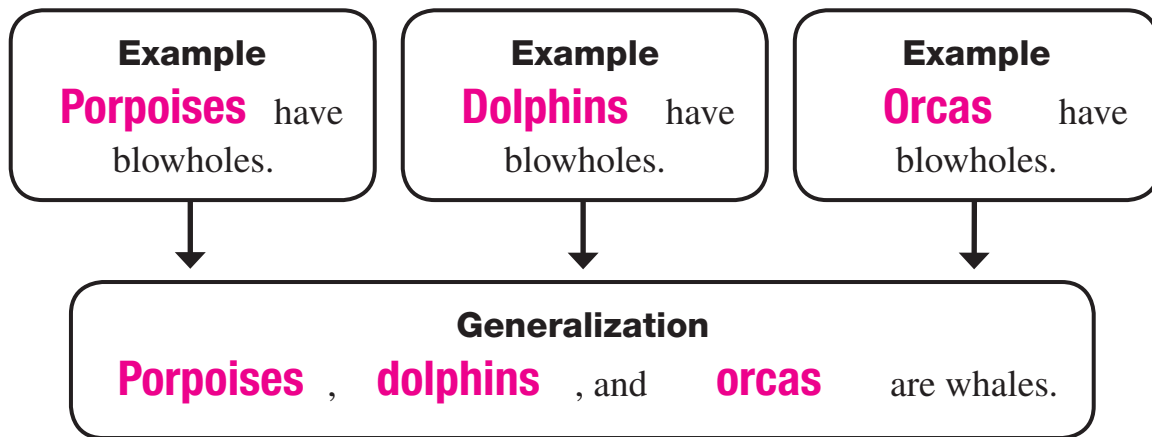 Example
Porpoises have
blowholes.
Example
Dolphins have
blowholes.
Example
Orcas have
blowholes.
Generalization
Porpoises , dolphins , and orcas are whales.